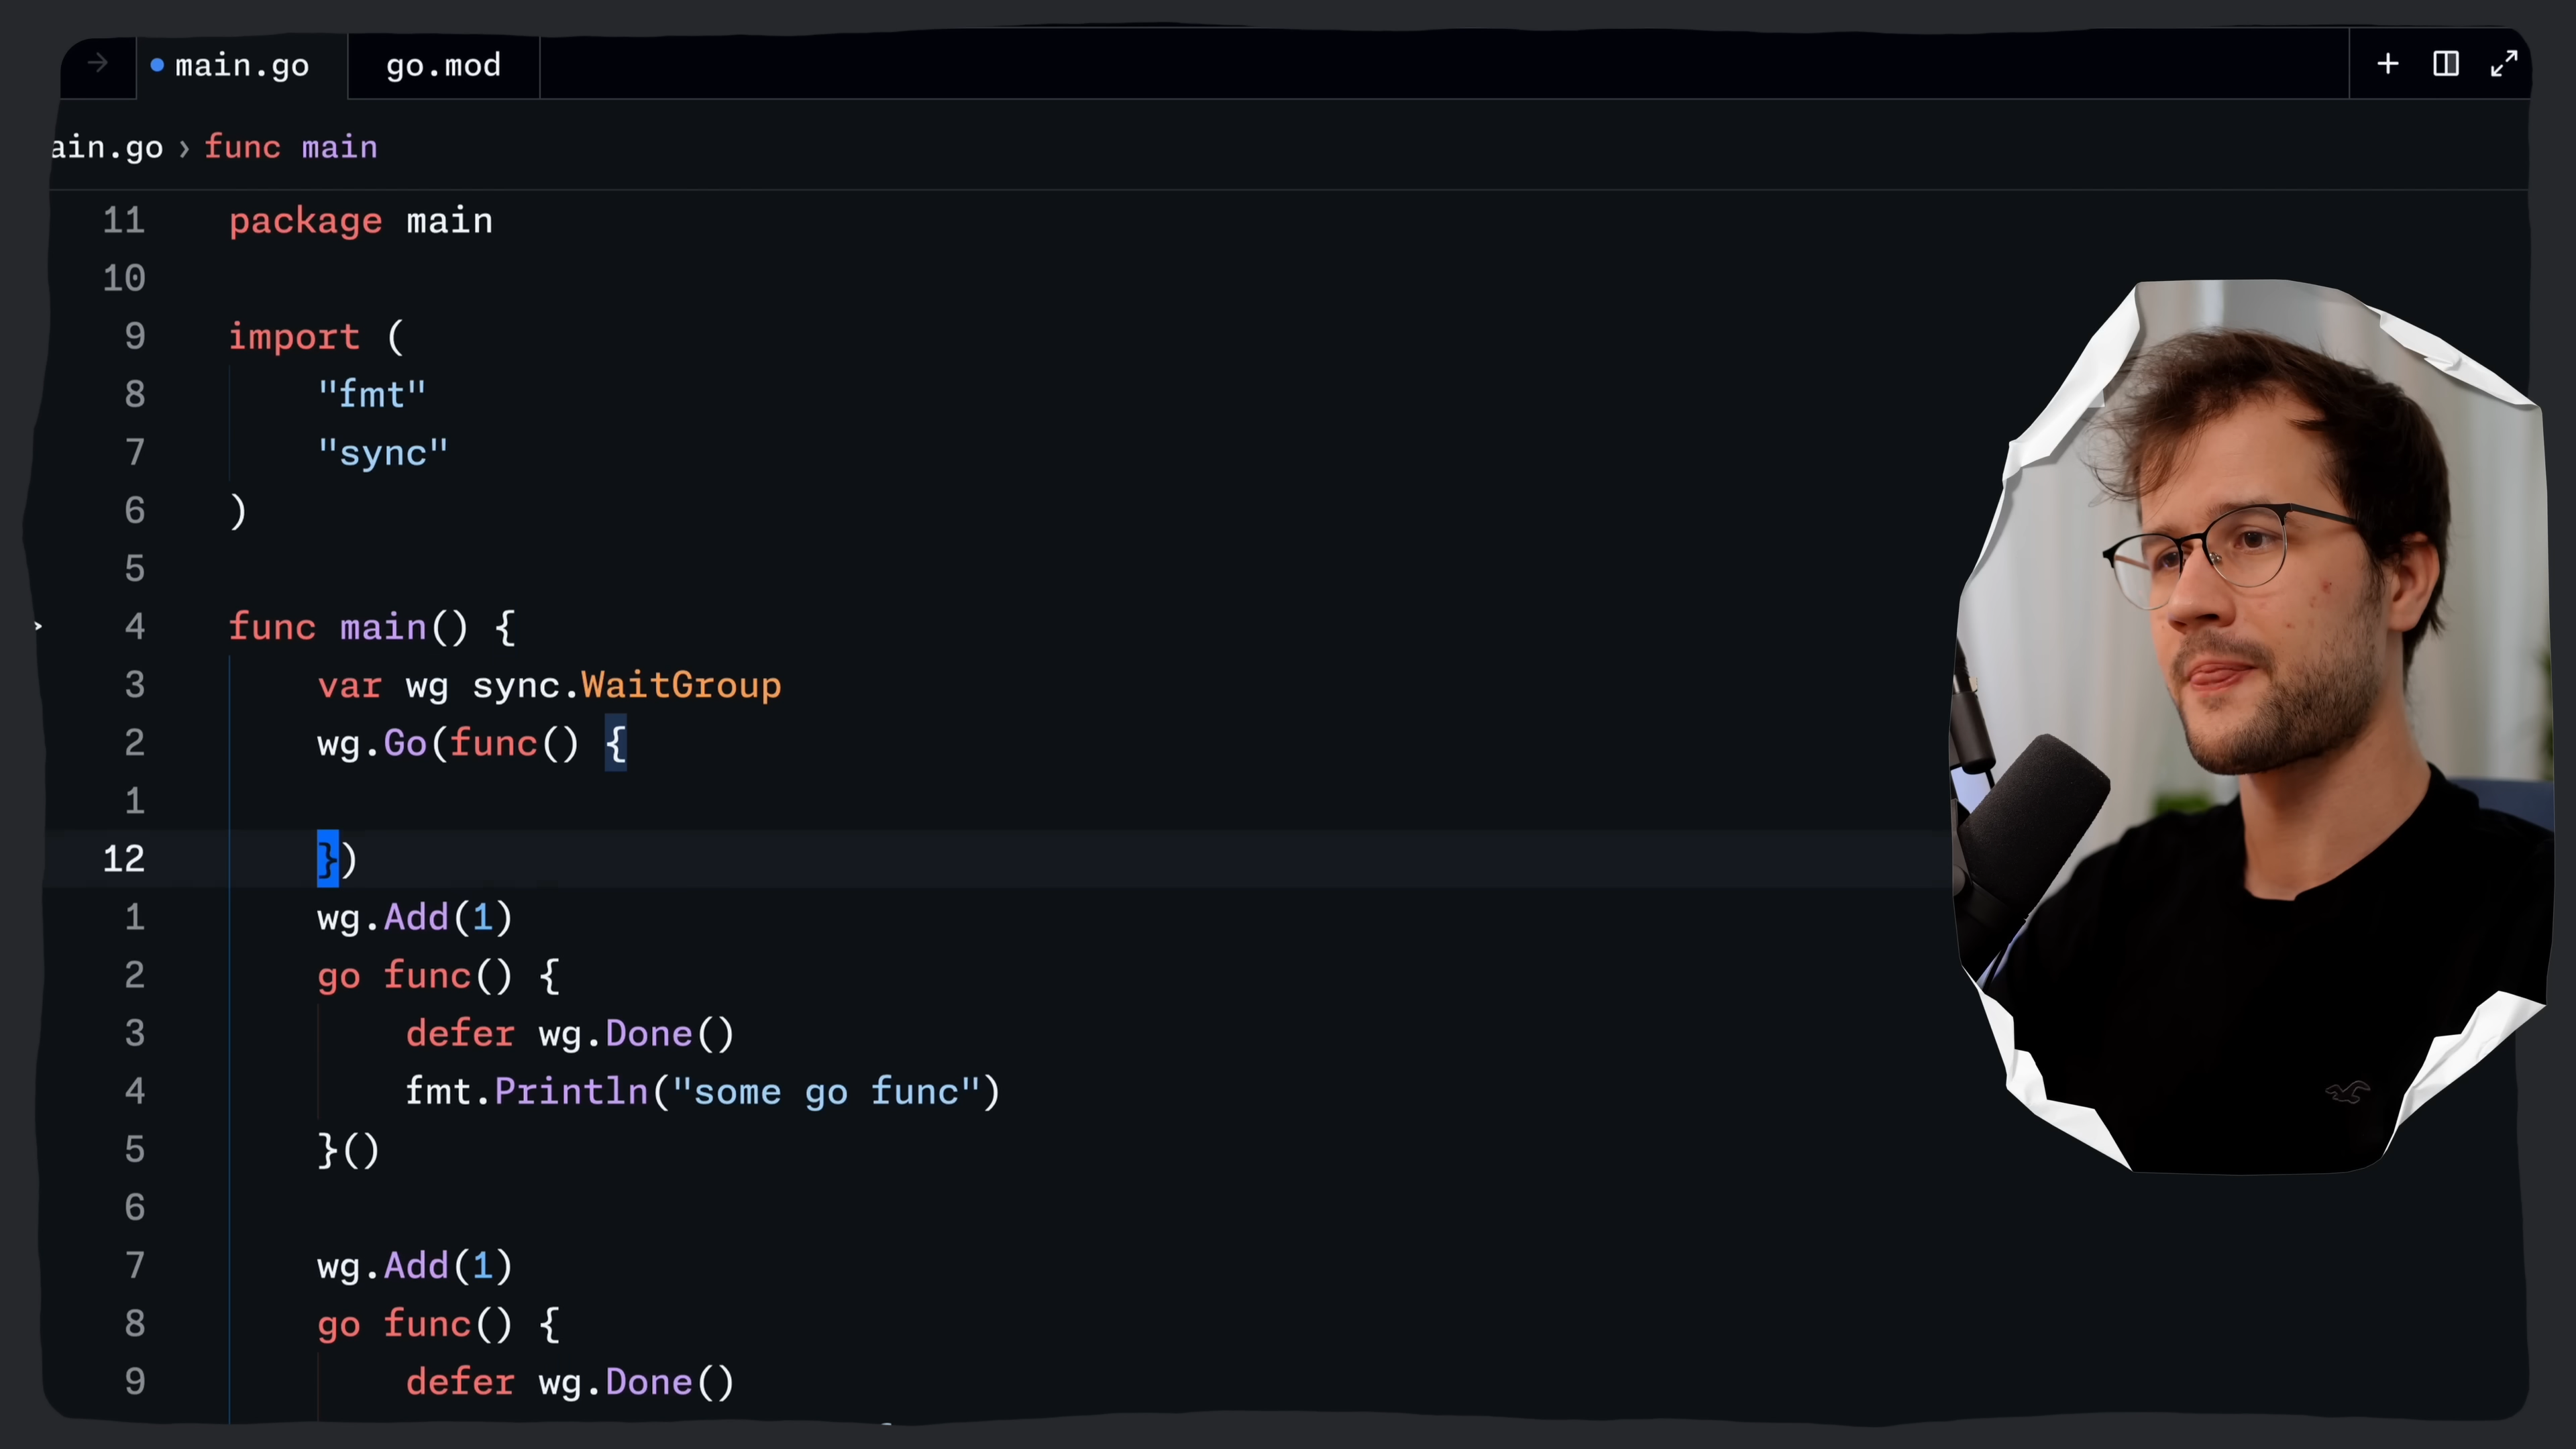 main.go go.mod
ain.go › func main
11 package main
10
9 import (
8 "fmt"
7 "sync"
6 )
5
4 func main() {
3 var wg sync.WaitGroup
2 wg.Go(func() {
1
12 })
1 wg.Add(1)
2 go func() {
3 defer wg.Done()
4 fmt.Println("some go func")
5 }()
6
7 wg.Add(1)
8 go func() {
9 defer wg.Done()